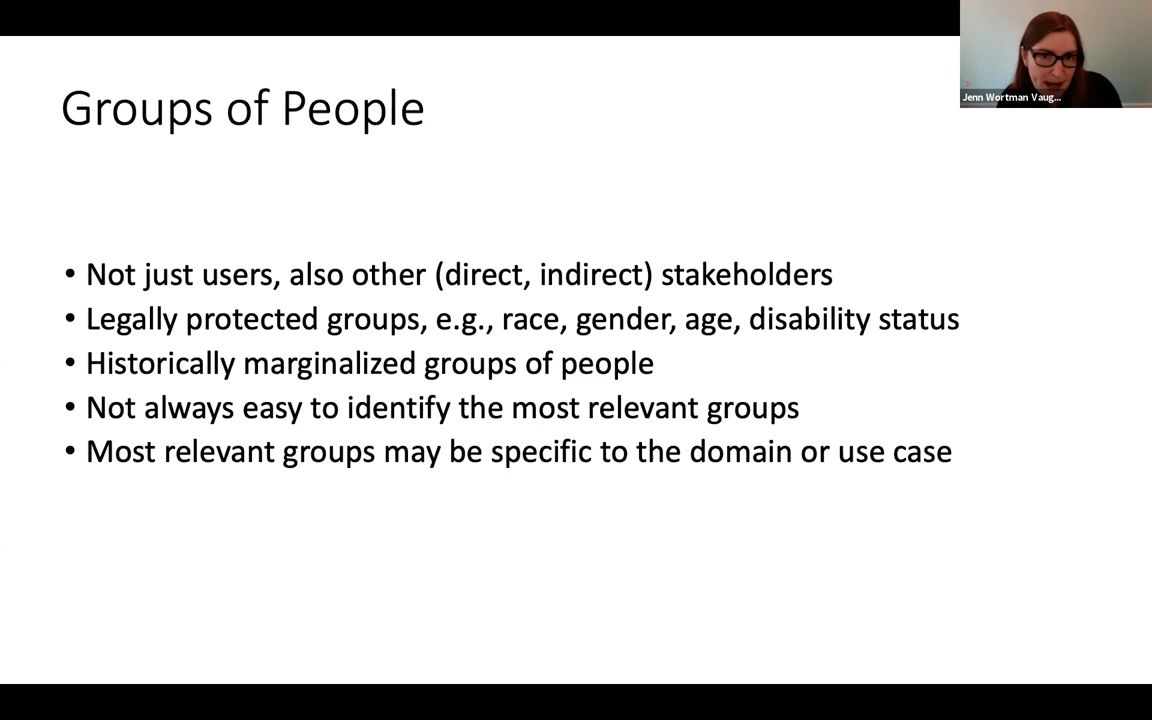 Groups of People
Jenn Wortman Vaug...
• Not just users, also other (direct, indirect) stakeholders
• Legally protected groups, e.g., race, gender, age, disability status
• Historically marginalized groups of people
• Not always easy to identify the most relevant groups
• Most relevant groups may be specific to the domain or use case